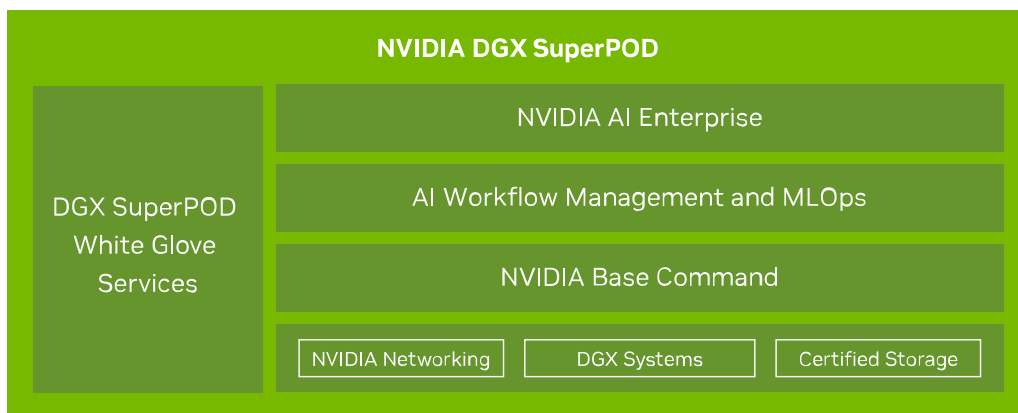 NVIDIA DGX SuperPOD
DGX SuperPOD
White Glove
Services
NVIDIA AI Enterprise
AI Workflow Management and MLOps
NVIDIA Base Command
NVIDIA Networking
DGX Systems
Certified Storage